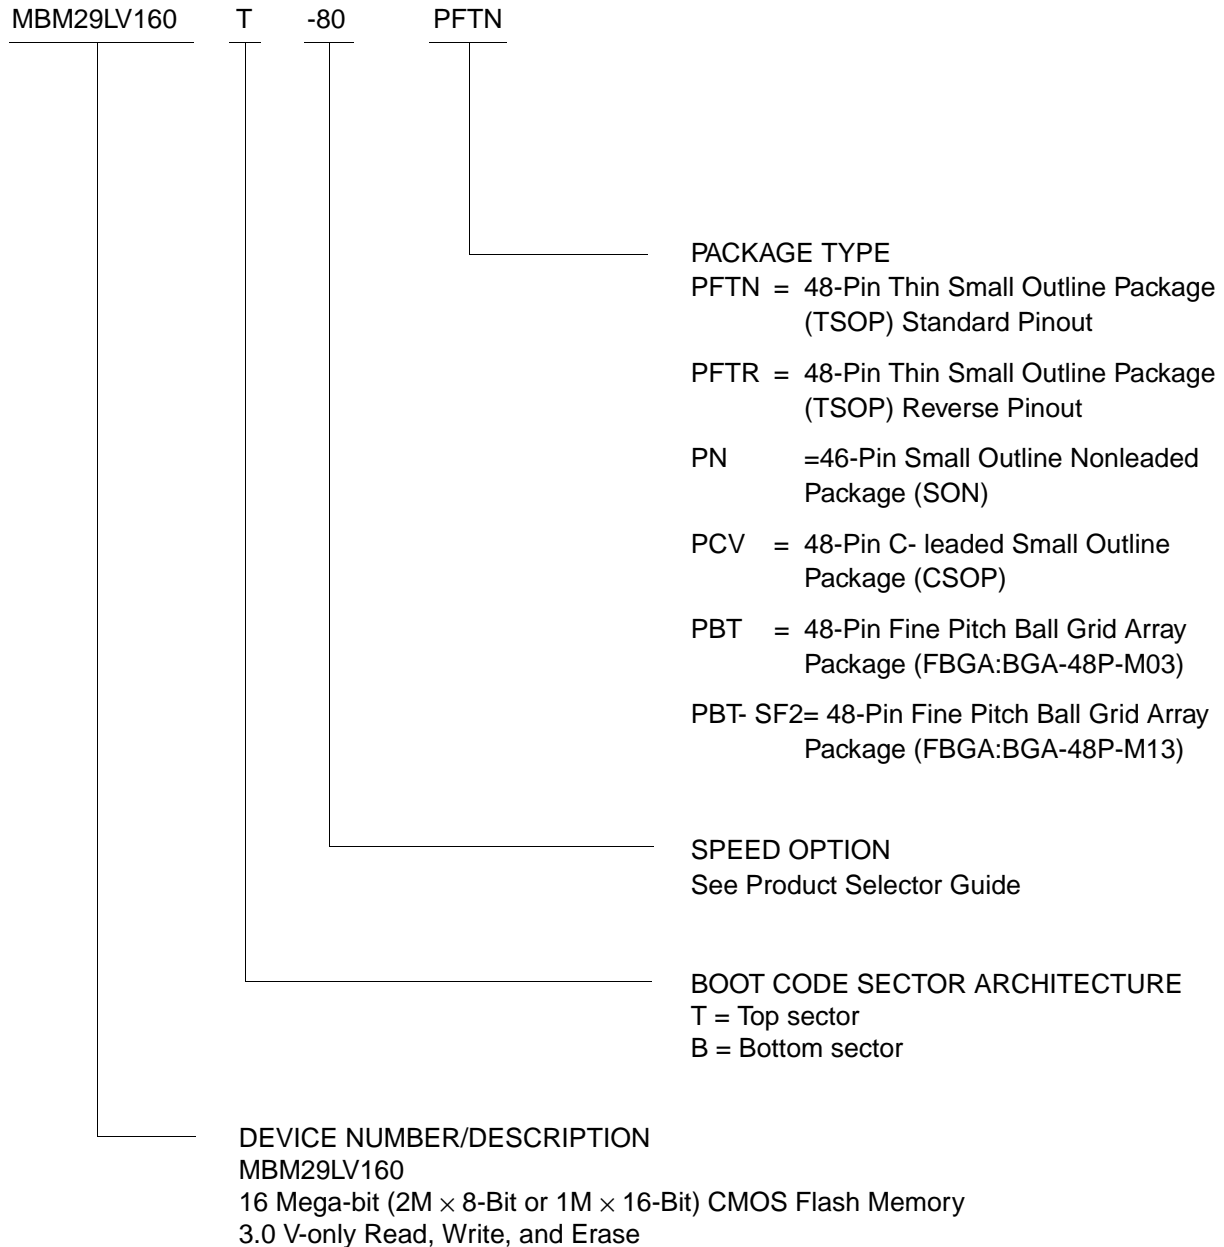 MBM29LV160 T -80 PFTN
PACKAGE TYPE
PFTN = 48-Pin Thin Small Outline Package
(TSOP) Standard Pinout
PFTR = 48-Pin Thin Small Outline Package
(TSOP) Reverse Pinout
PN =46-Pin Small Outline Nonleaded
Package (SON)
PCV = 48-Pin C- leaded Small Outline
Package (CSOP)
PBT = 48-Pin Fine Pitch Ball Grid Array
Package (FBGA:BGA-48P-M03)
PBT- SF2= 48-Pin Fine Pitch Ball Grid Array
Package (FBGA:BGA-48P-M13)
SPEED OPTION
See Product Selector Guide
BOOT CODE SECTOR ARCHITECTURE
T = Top sector
B = Bottom sector
DEVICE NUMBER/DESCRIPTION
MBM29LV160
16 Mega-bit (2M × 8-Bit or 1M × 16-Bit) CMOS Flash Memory
3.0 V-only Read, Write, and Erase